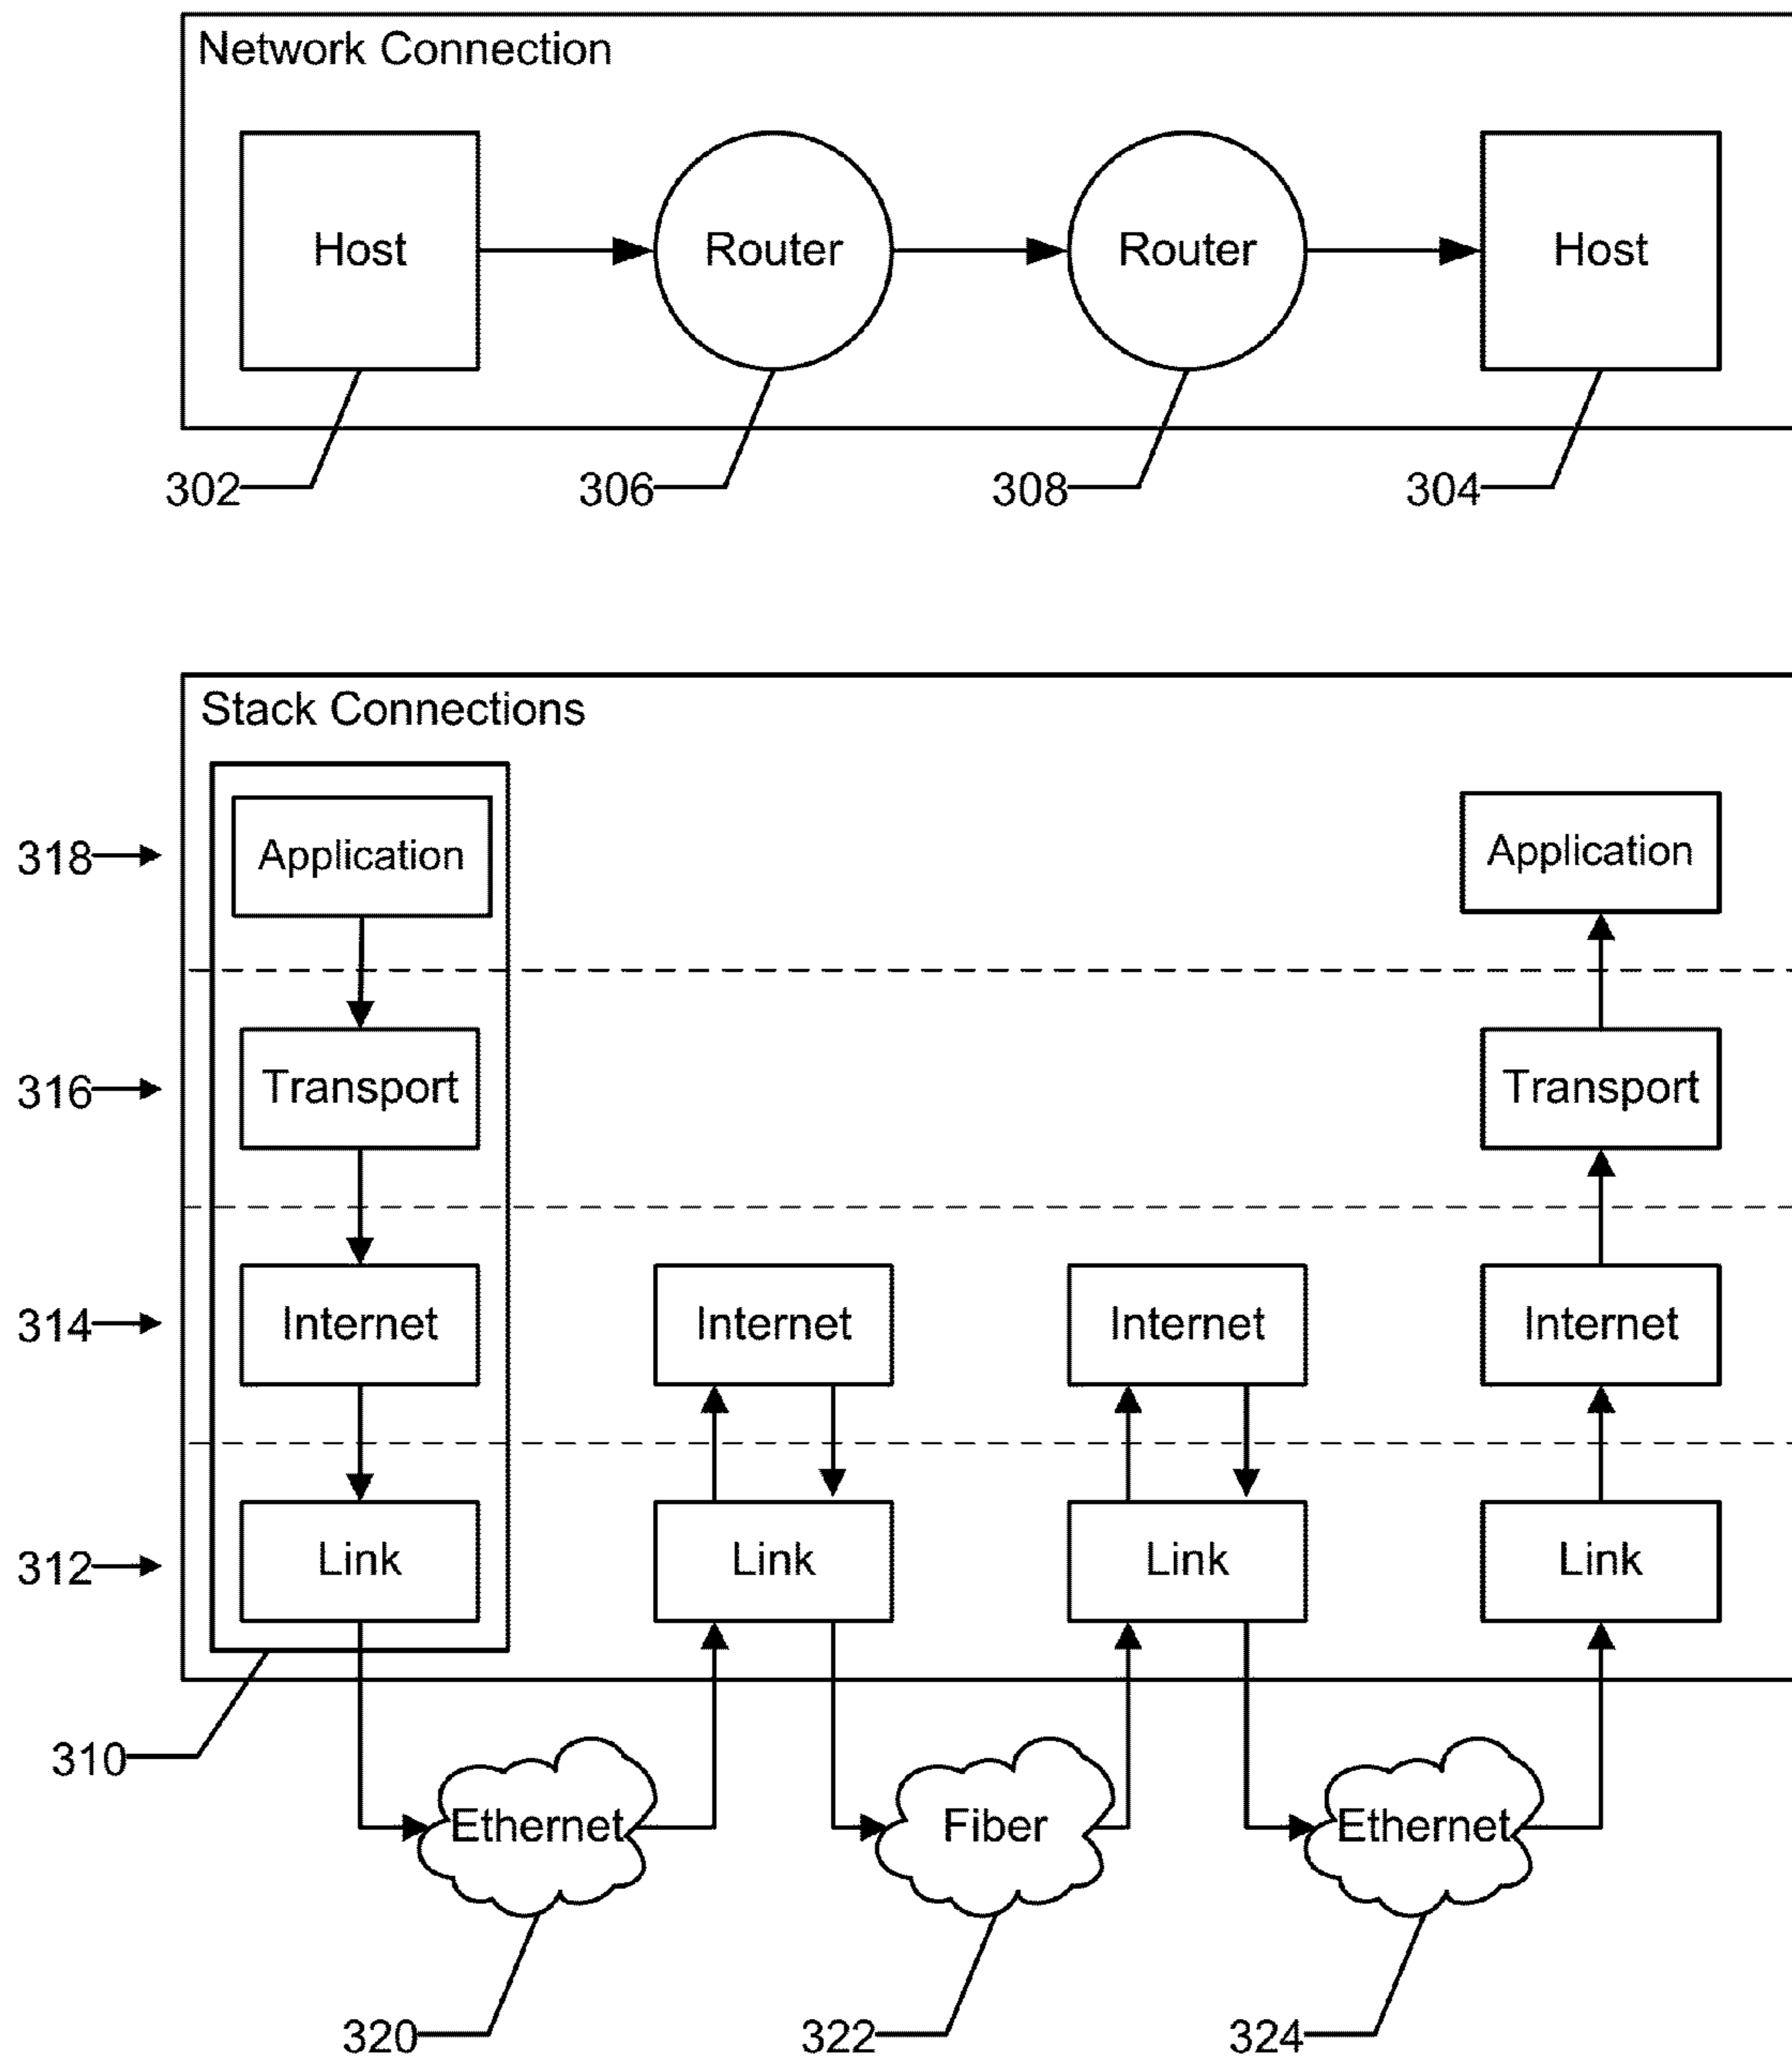 Network Connection
Host
Router
Router
Host
302
306
308
304
Stack Connections
318
Application
Application
316
Transport
Transport
314
Internet
Internet
Internet
Internet
312
Link
Link
Link
Link
310
Ethernet
Fiber
Ethernet
320
322
324